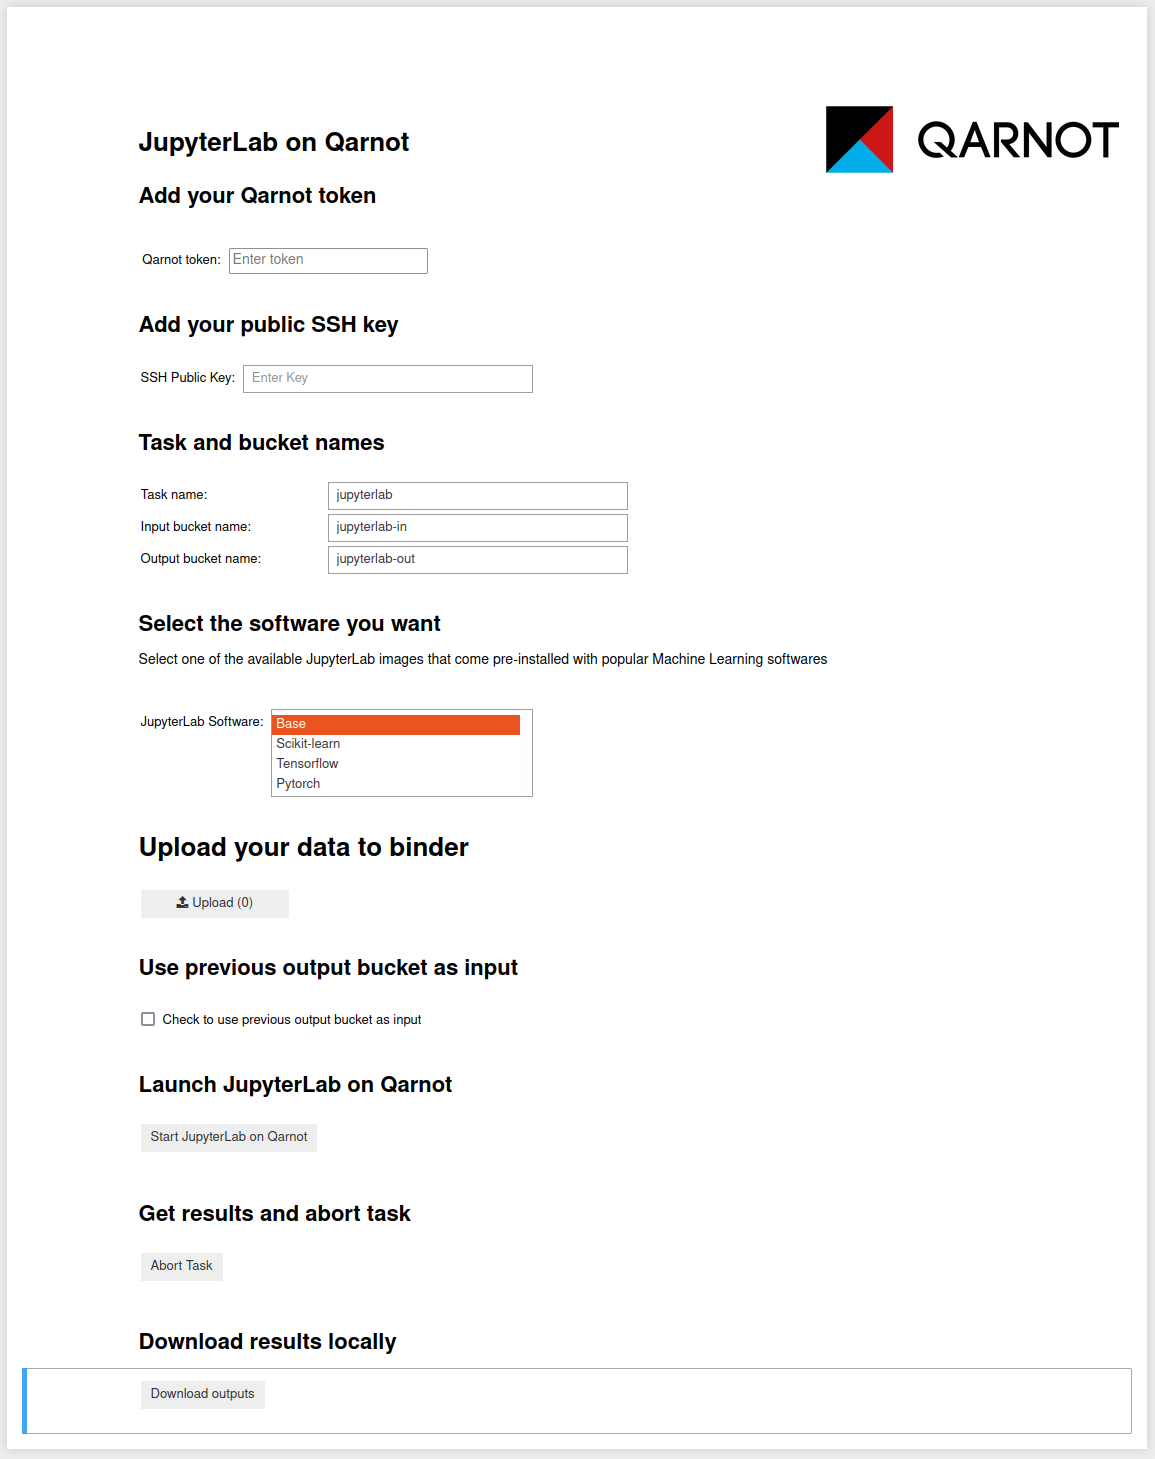 QARNOT
JupyterLab on Qarnot
Add your Qarnot token
Qarnot token: Enter token
Add your public SSH key
SSH Public Key: Enter Key
Task and bucket names
Task name: jupyterlab
Input bucket name: jupyterlab-in
Output bucket name: jupyterlab-out
Select the software you want
Select one of the available JupyterLab images that come pre-installed with popular Machine Learning softwares
JupyterLab Software: Base
Scikit-learn
Tensorflow
Pytorch
Upload your data to binder
Upload (0)
Use previous output bucket as input
Check to use previous output bucket as input
Launch JupyterLab on Qarnot
Start JupyterLab on Qarnot
Get results and abort task
Abort Task
Download results locally
Download outputs